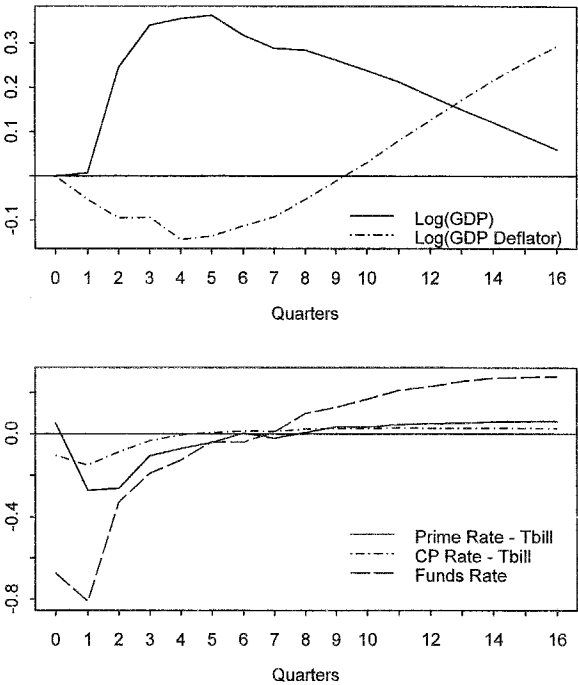 0.3
0.2
0.1
-0.1
Log(GDP)
Log(GDP Deflator)
0 1 2 3 4 5 6 7 8 9 10 12 14 16
Quarters
0.0
-0.4
-0.8
Prime Rate - Tbill
CP Rate - Tbill
Funds Rate
0 1 2 3 4 5 6 7 8 9 10 12 14 16
Quarters